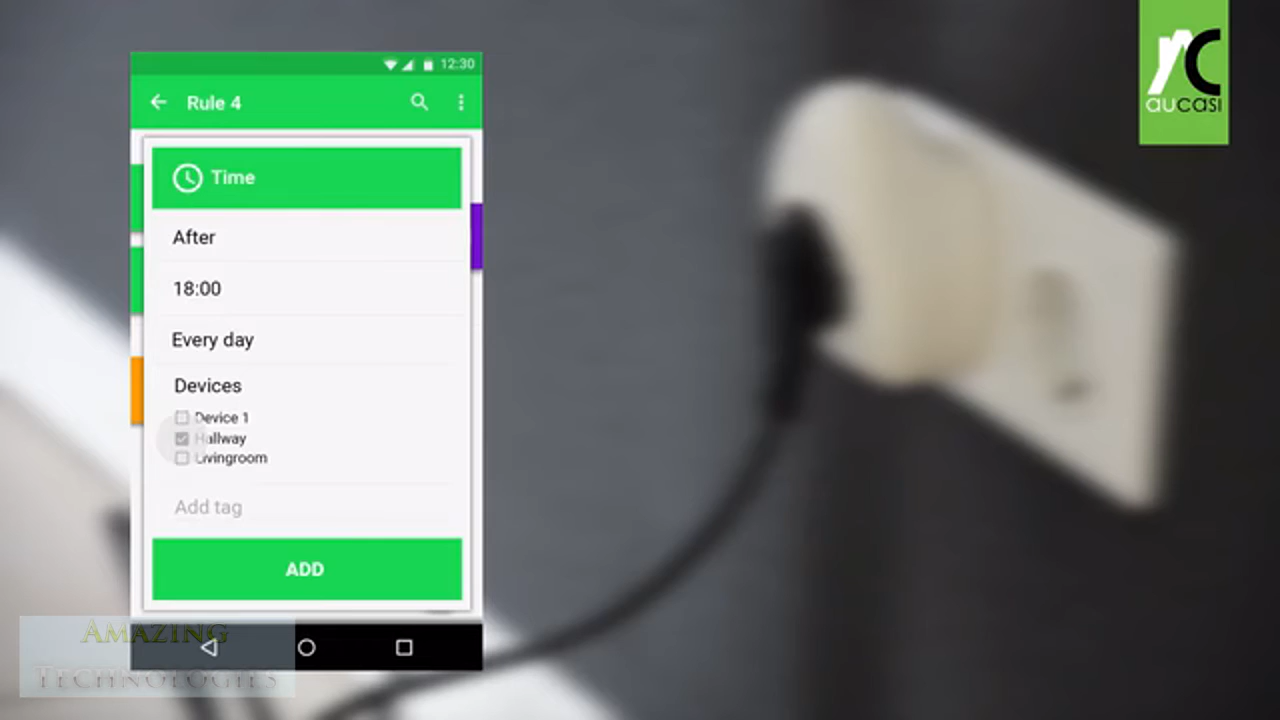 12:30
Rule 4
Time
After
18:00
Every day
Devices
Device 1
Hallway
Livingroom
Add tag
ADD
aucasi
AMAZING
TECHNOLOGIES